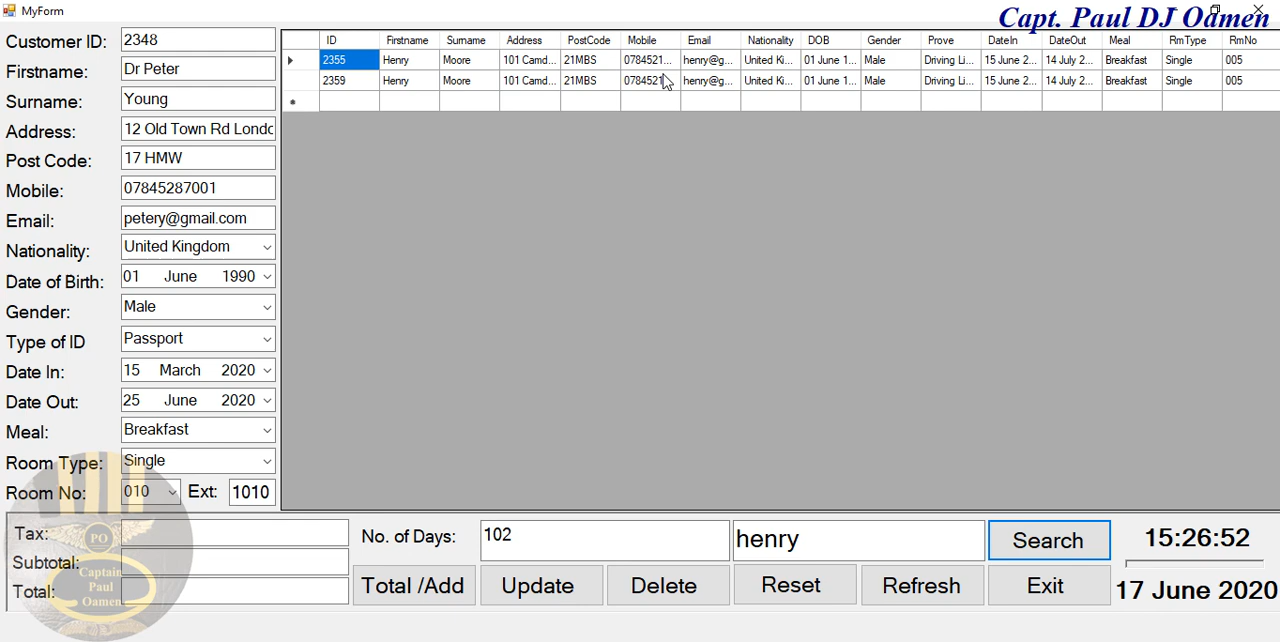 MyForm
Capt. Paul DJ Oamen
Customer ID: 2348
Firstname: Dr Peter
Surname: Young
Address: 12 Old Town Rd Londo
Post Code: 17 HMW
Mobile: 07845287001
Email: petery@gmail.com
Nationality: United Kingdom
Date of Birth: 01 June 1990
Gender: Male
Type of ID Passport
Date In: 15 March 2020
Date Out: 25 June 2020
Meal: Breakfast
Room Type: Single
Room No: 010 Ext: 1010
ID Firstname Surname Address PostCode Mobile Email Nationality DOB Gender Prove DateIn DateOut Meal RmType RmNo
2355 Henry Moore 101 Camd... 21MBS 0784521... henry@g... United Ki... 01 June 1... Male Driving Li... 15 June 2... 14 July 2... Breakfast Single 005
2359 Henry Moore 101 Camd... 21MBS 0784521... henry@g... United Ki... 01 June 1... Male Driving Li... 15 June 2... 14 July 2... Breakfast Single 005
Tax:
Subtotal:
Total:
PO
Captain
Paul
Oamen
No. of Days: 102 henry Search 15:26:52
Total /Add Update Delete Reset Refresh Exit 17 June 2020